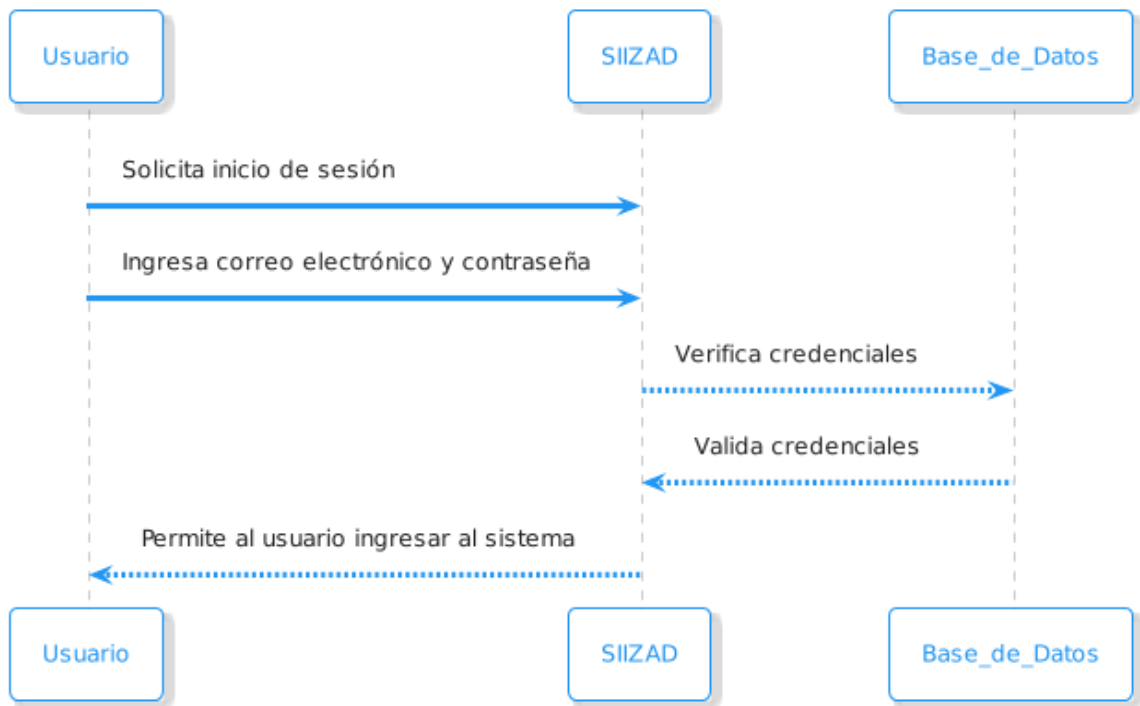 Usuario
SIIZAD
Base_de_Datos
Solicita inicio de sesión
Ingresa correo electrónico y contraseña
Verifica credenciales
Valida credenciales
Permite al usuario ingresar al sistema
Usuario
SIIZAD
Base_de_Datos